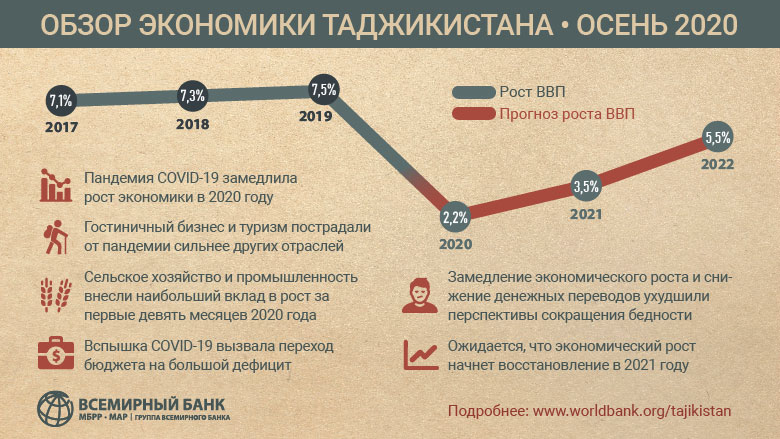 ОБЗОР ЭКОНОМИКИ ТАДЖИКИСТАНА • ОСЕНЬ 2020
7,1%
2017
7,3%
2018
7,5%
2019
Рост ВВП
Прогноз роста ВВП
2,2%
2020
3,5%
2021
5,5%
2022
Пандемия COVID-19 замедлила
рост экономики в 2020 году
Гостиничный бизнес и туризм пострадали
от пандемии сильнее других отраслей
Сельское хозяйство и промышленность
внесли наибольший вклад в рост за
первые девять месяцев 2020 года
Вспышка COVID-19 вызвала переход
бюджета на большой дефицит
Замедление экономического роста и сни-
жение денежных переводов ухудшили
перспективы сокращения бедности
Ожидается, что экономический рост
начнет восстановление в 2021 году
ВСЕМИРНЫЙ БАНК
МБРР • МАР | ГРУППА ВСЕМИРНОГО БАНКА
Подробнее: www.worldbank.org/tajikistan